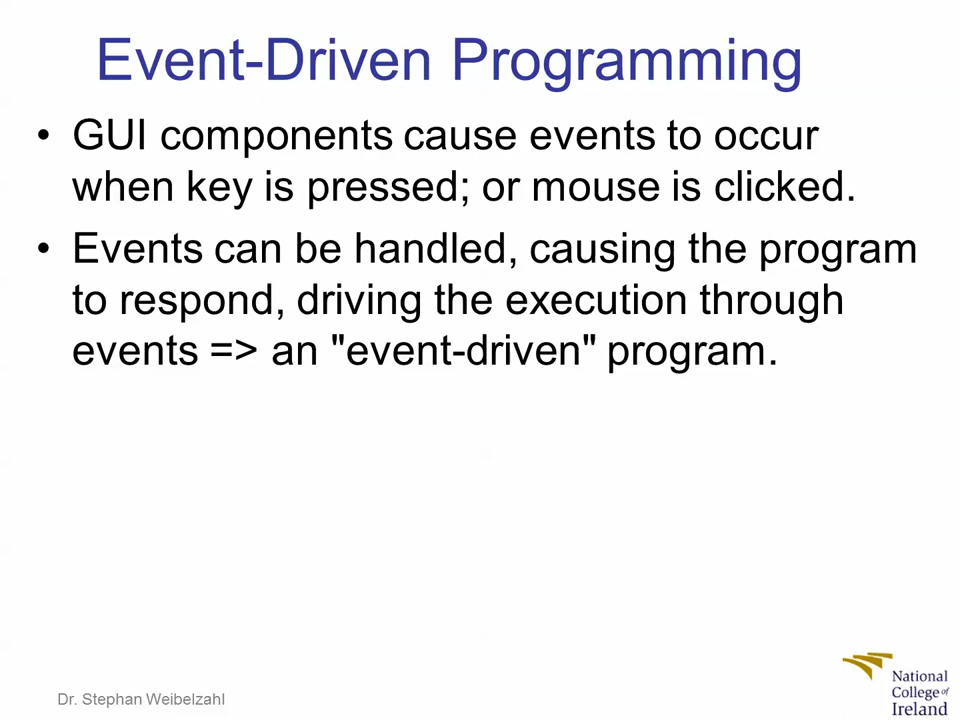 Event-Driven Programming
• GUI components cause events to occur
when key is pressed; or mouse is clicked.
• Events can be handled, causing the program
to respond, driving the execution through
events => an "event-driven" program.
Dr. Stephan Weibelzahl
National
College of
Ireland